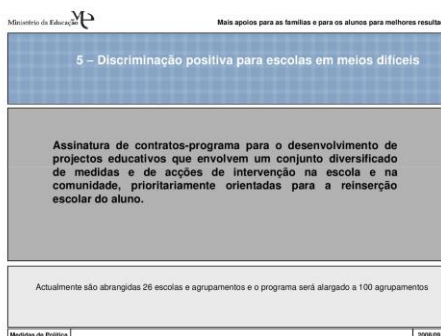 Ministério da Educação
Mais apoios para as famílias e para os alunos para melhores resulta
5 – Discriminação positiva para escolas em meios difíceis
Assinatura de contratos-programa para o desenvolvimento de
projectos educativos que envolvem um conjunto diversificado
de medidas e de acções de intervenção na escola e na
comunidade, prioritariamente orientadas para a reinserção
escolar do aluno.
Actualmente são abrangidas 26 escolas e agrupamentos e o programa será alargado a 100 agrupamentos
Medidas de Política
2008/09